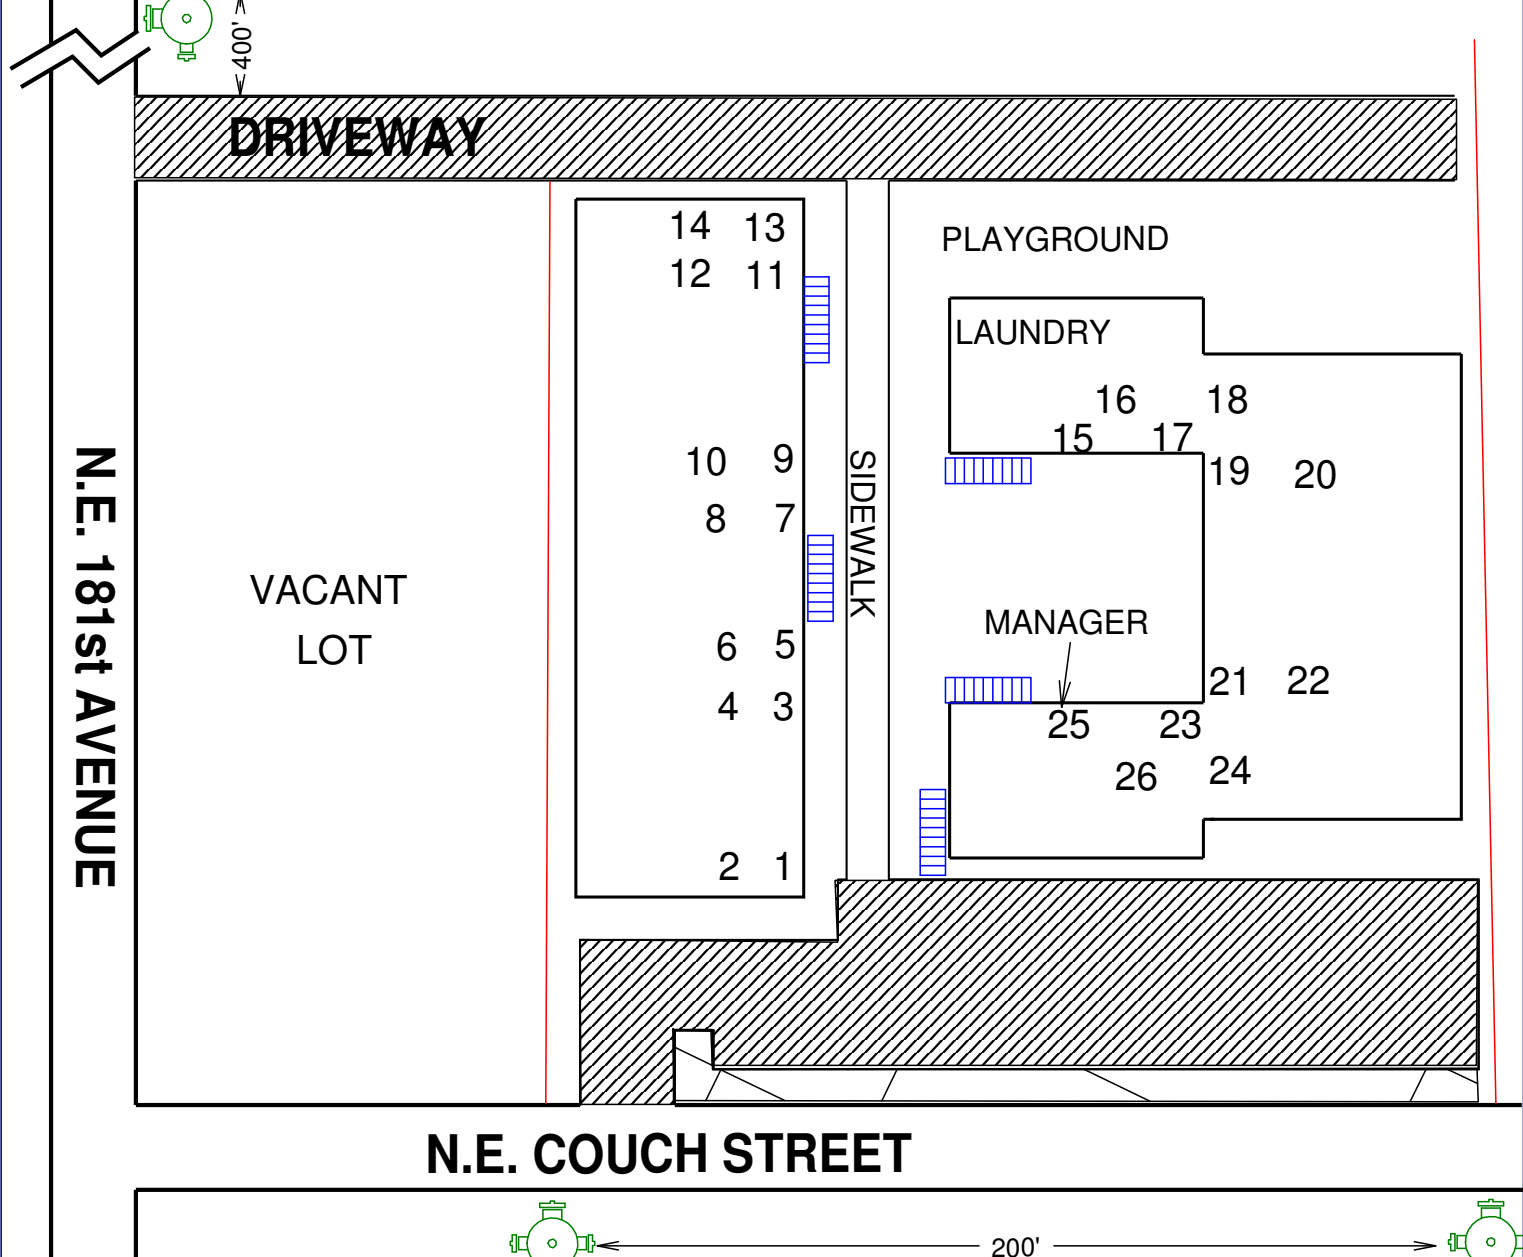 400'
DRIVEWAY
14 13
12 11
PLAYGROUND
LAUNDRY
16 18
15 17
10 9
19 20
8 7
SIDEWALK
N.E. 181st AVENUE
VACANT
LOT
MANAGER
6 5
21 22
4 3
25 23
26 24
2 1
N.E. COUCH STREET
200'